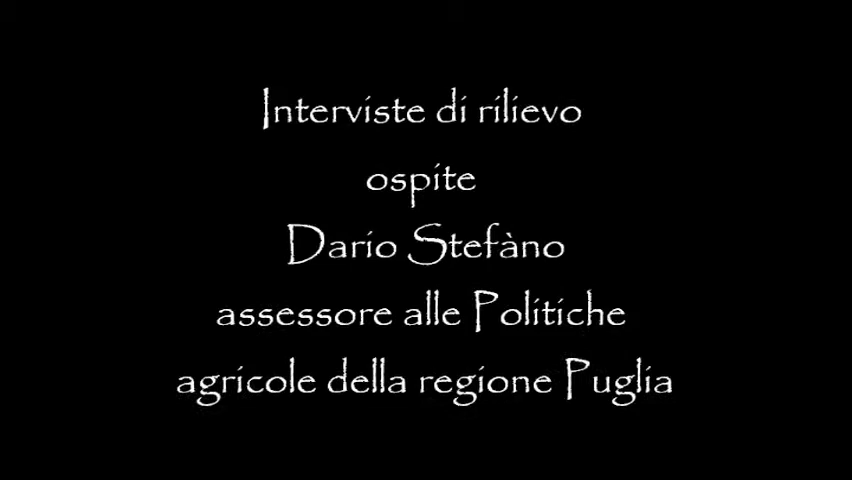 Interviste di rilievo
ospite
Dario Stefàno
assessore alle Politiche
agricole della regione Puglia